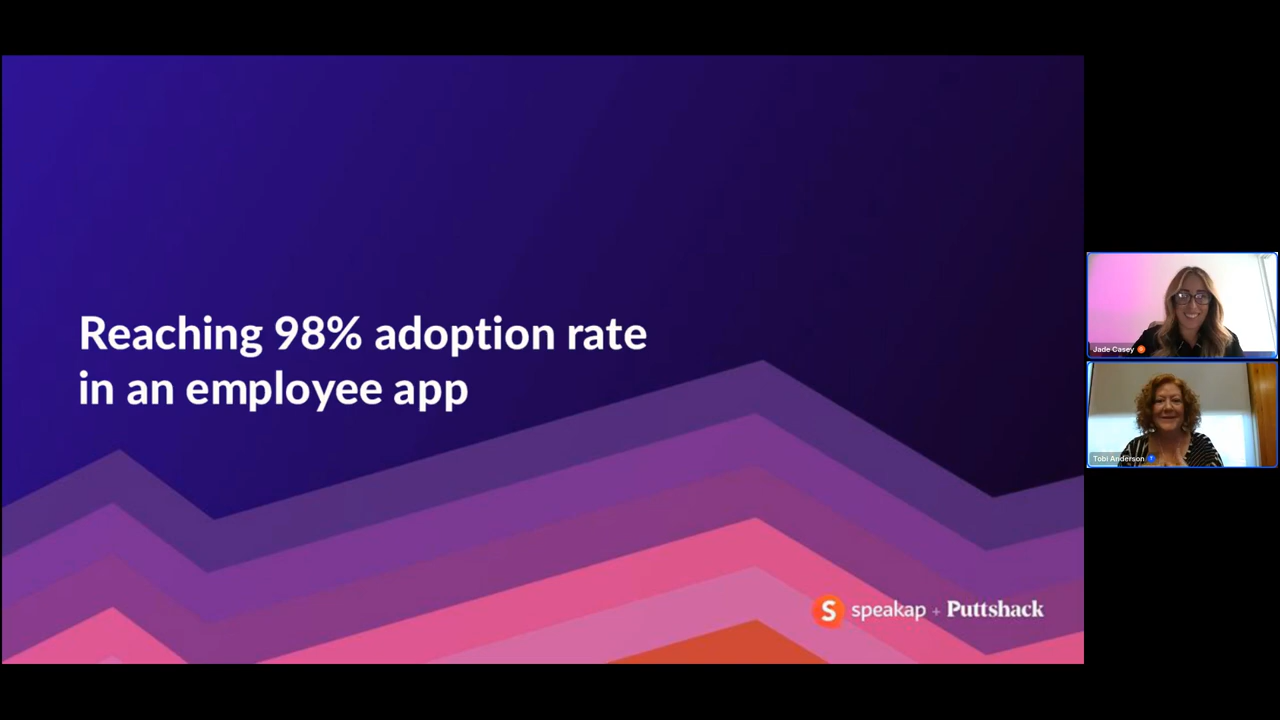 Reaching 98% adoption rate
in an employee app
S speakap + Puttshack
Jade Casey
Tobi Anderson